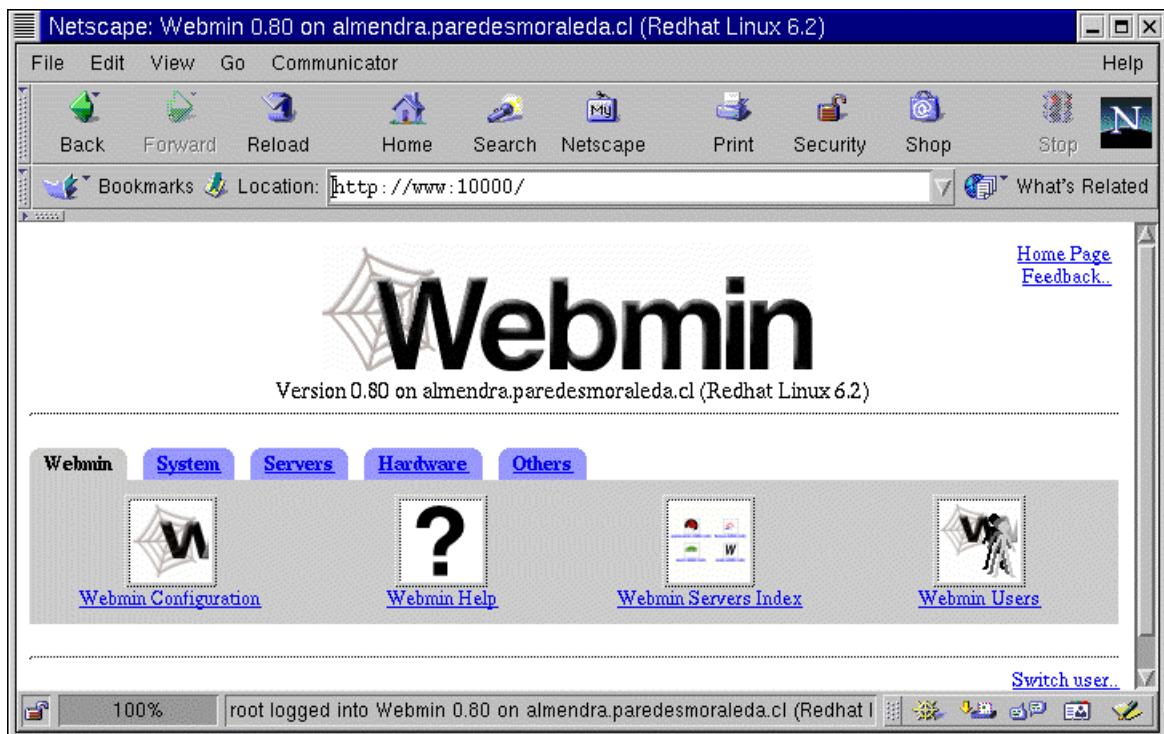 Netscape: Webmin 0.80 on almendra.paredesmoraleda.cl (Redhat Linux 6.2)
File Edit View Go Communicator Help
My
N
Back Forward Reload Home Search Netscape Print Security Shop Stop
Bookmarks Location: http://www:10000/ What's Related
Home Page
Feedback..
Webmin
Version 0.80 on almendra.paredesmoraleda.cl (Redhat Linux 6.2)
Webmin System Servers Hardware Others
W ? W W
Webmin Configuration Webmin Help Webmin Servers Index Webmin Users
Switch user..
100% root logged into Webmin 0.80 on almendra.paredesmoraleda.cl (Redhat l